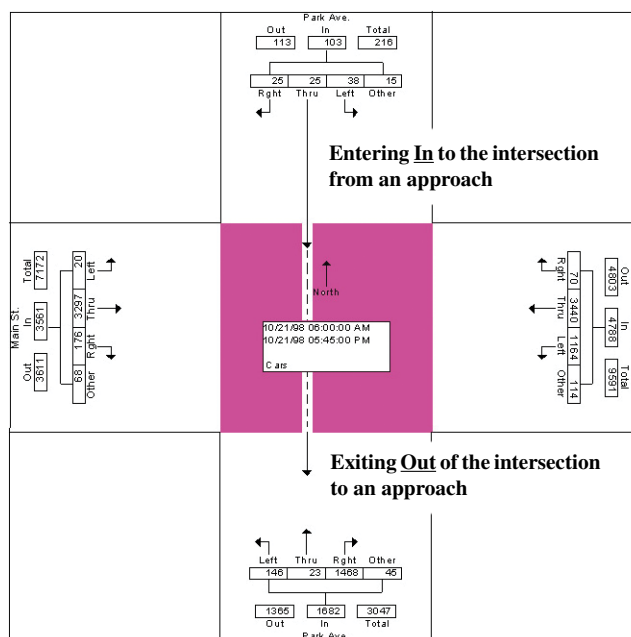 Park Ave.
Out In Total
113 103 216
25 25 38 15
Rght Thru Left Other
Entering In to the intersection
from an approach
Main St.
Total In Out
7172 3561 3611
20 3297 176 68
Left Thru Rght Other
North
10/21/98 06:00:00 AM
10/21/98 05:45:00 PM
Cars
Rght Thru Left Other
70 3440 1164 114
Out In Total
4803 4788 9591
Exiting Out of the intersection
to an approach
Left Thru Rght Other
146 23 1468 45
1365 1682 3047
Out In Total
Park Ave.